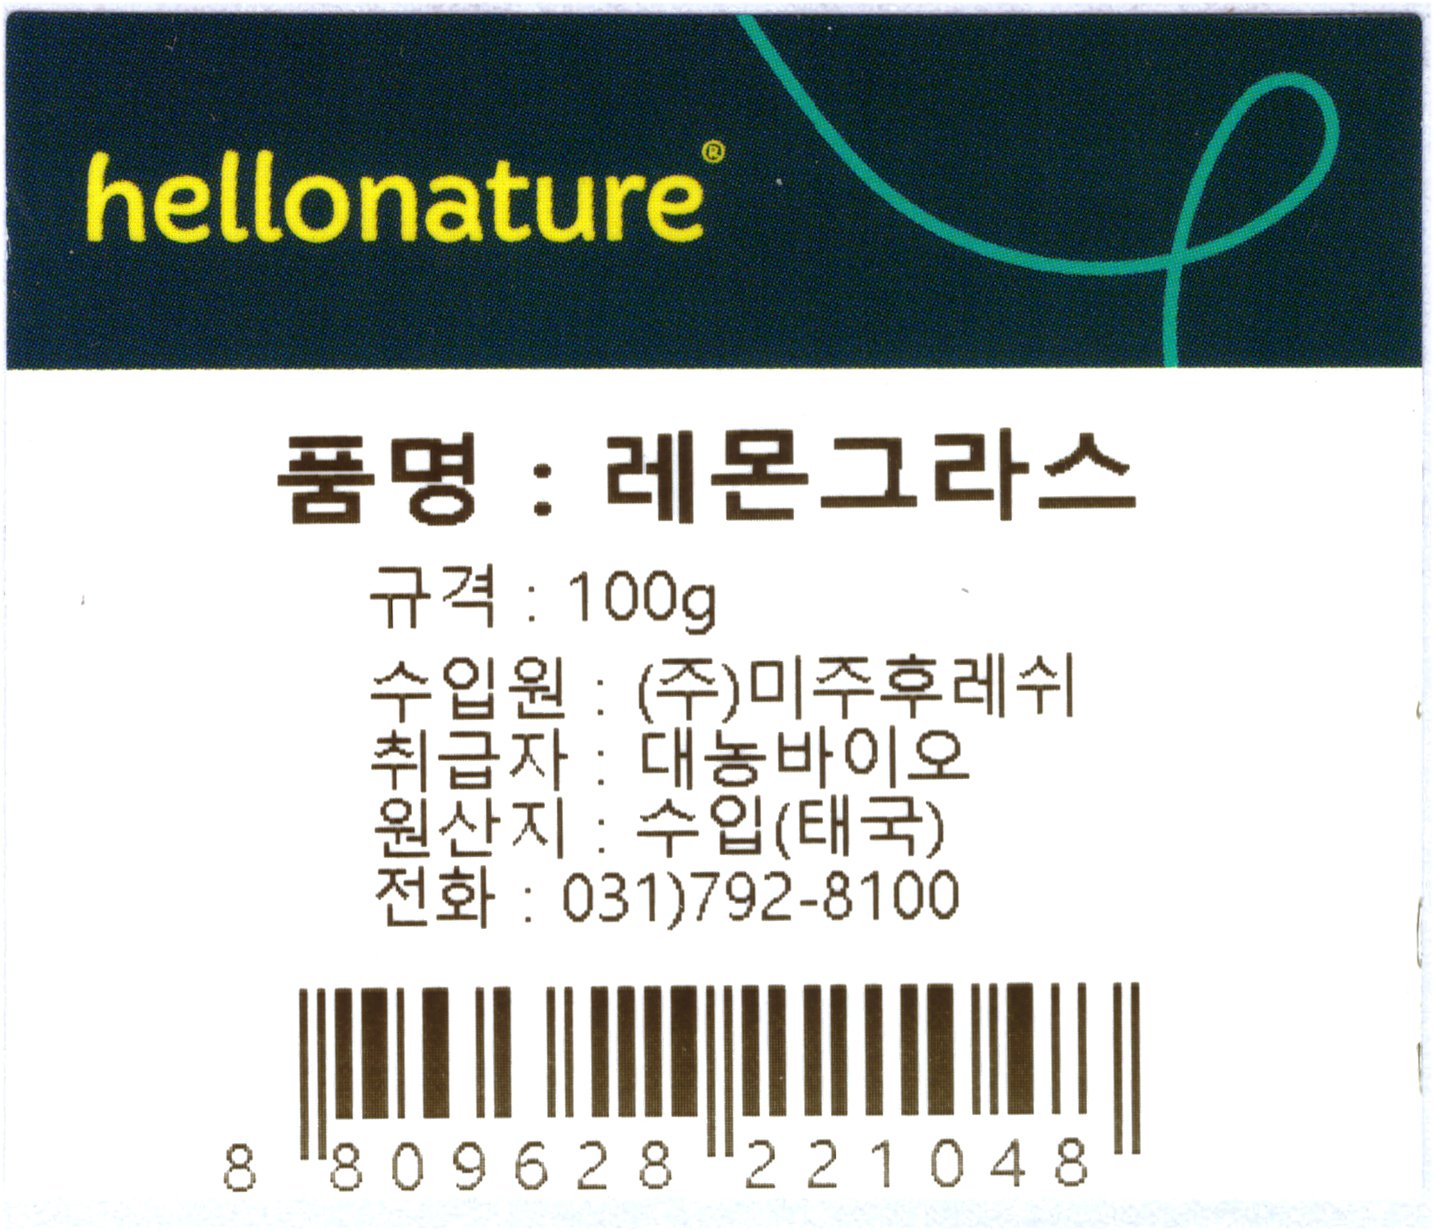 hellonature®
품명 : 레몬그라스
규격 : 100g
수입원 : (주)미주후레쉬
취급자 : 대농바이오
원산지 : 수입(태국)
전화 : 031)792-8100
8 809628 221048